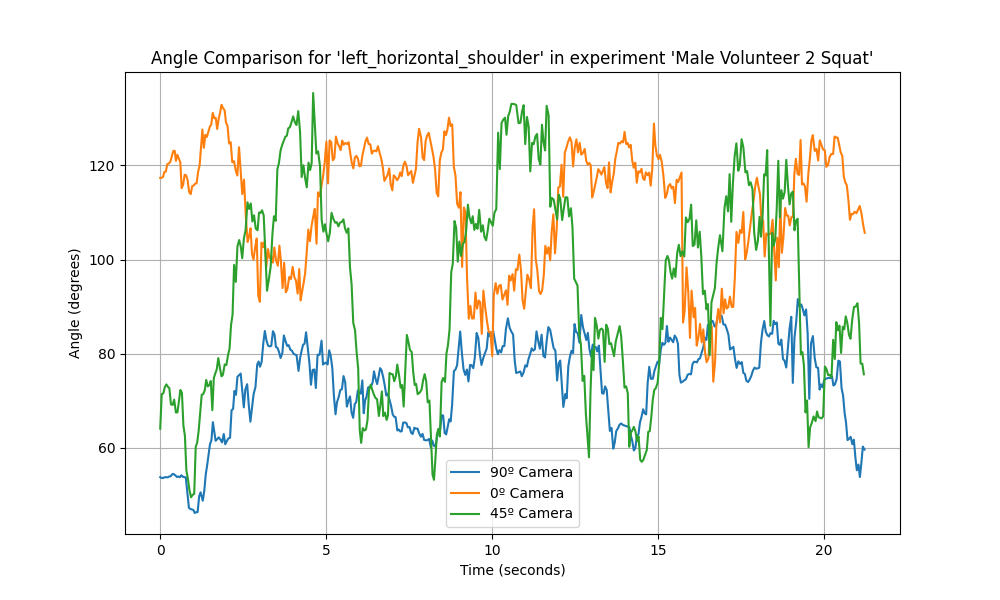 Angle Comparison for 'left_horizontal_shoulder' in experiment 'Male Volunteer 2 Squat'
Angle (degrees)
120
100
80
60
90º Camera
0º Camera
45º Camera
0
5
10
15
20
Time (seconds)